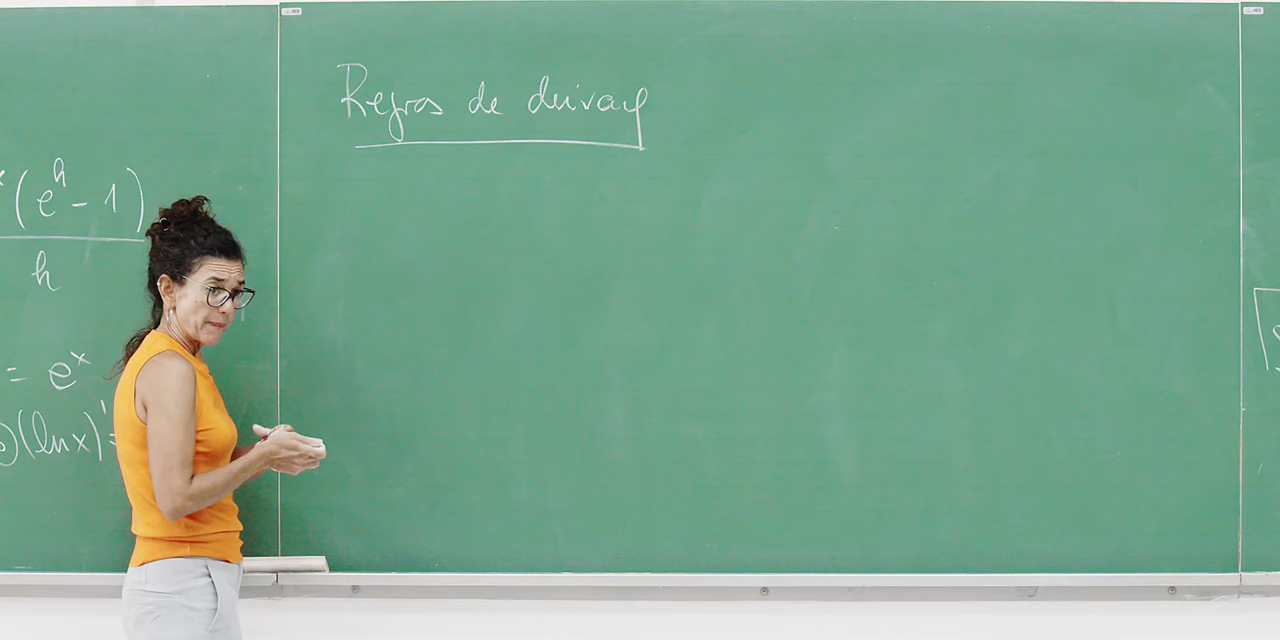 (e^h - 1)
h
= e^x
(ln x)' =
Regras de derivaç